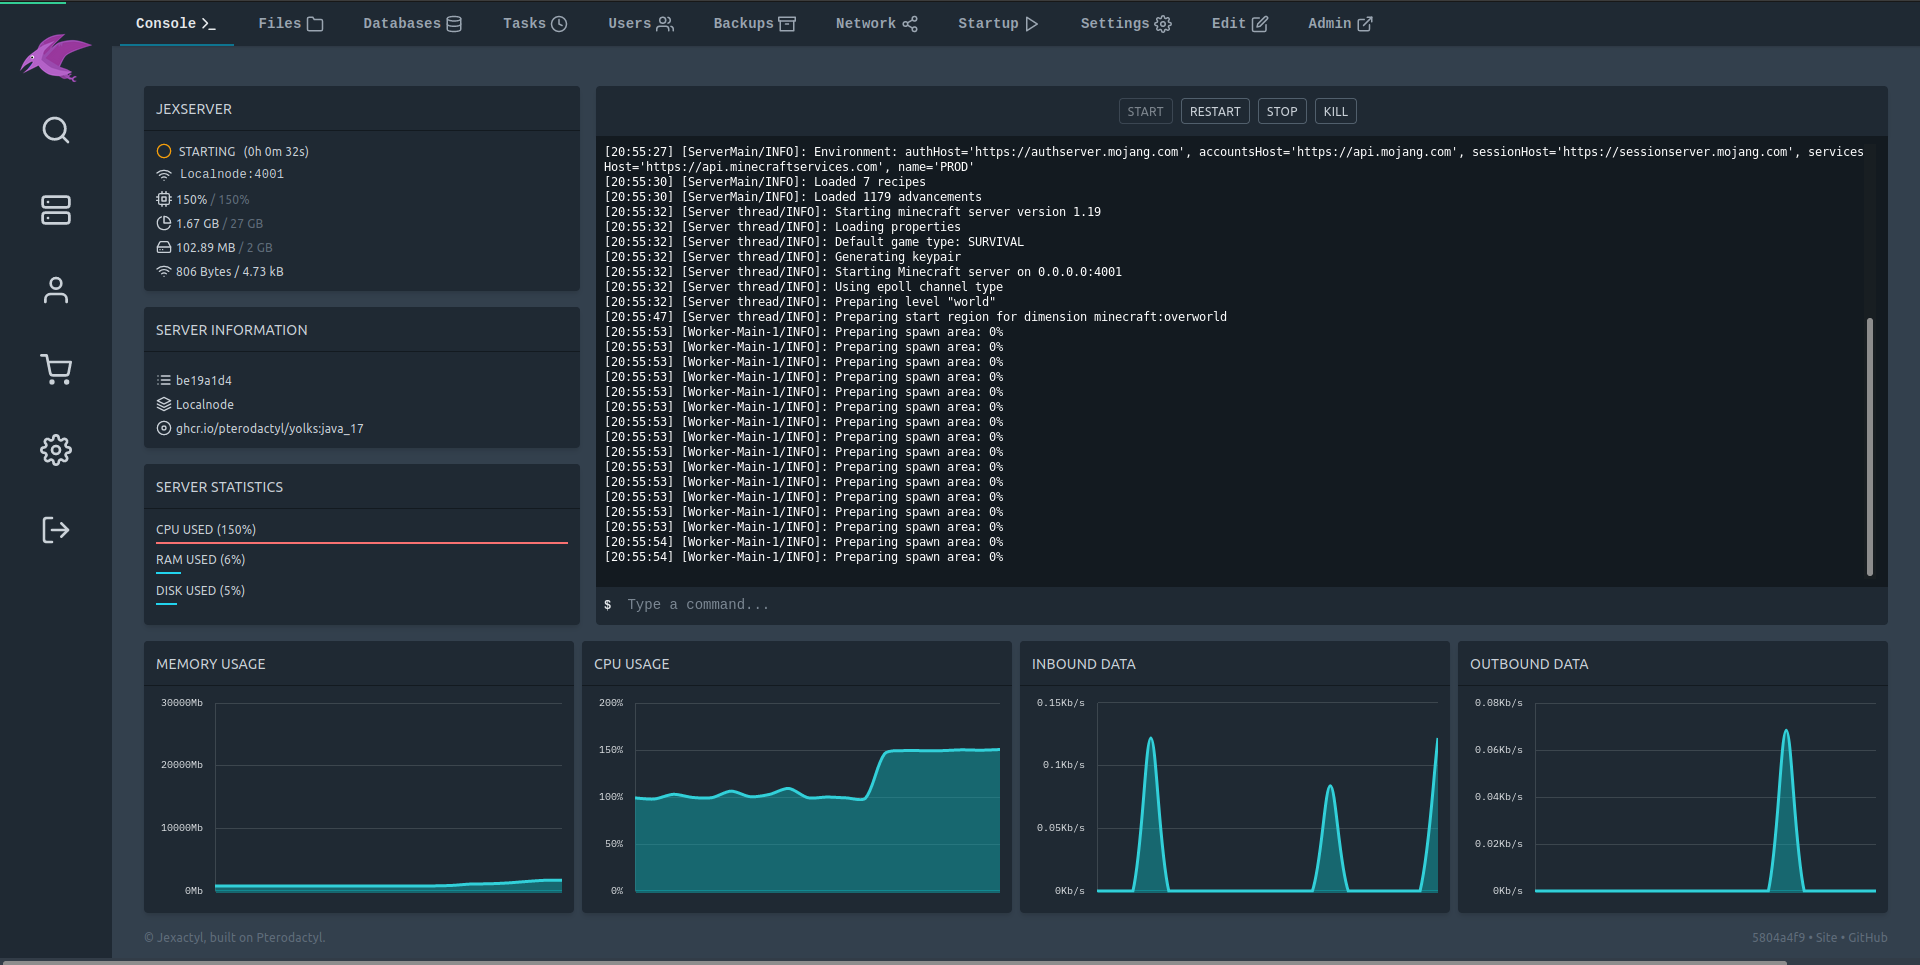 Console Files Databases Tasks Users Backups Network Startup Settings Edit Admin
JEXSERVER
STARTING (0h 0m 32s)
Localnode:4001
150% / 150%
1.67 GB / 27 GB
102.89 MB / 2 GB
806 Bytes / 4.73 kB
SERVER INFORMATION
be19a1d4
Localnode
ghcr.io/pterodactyl/yolks:java_17
SERVER STATISTICS
CPU USED (150%)
RAM USED (6%)
DISK USED (5%)
START RESTART STOP KILL
[20:55:27] [ServerMain/INFO]: Environment: authHost='https://authserver.mojang.com', accountsHost='https://api.mojang.com', sessionHost='https://sessionserver.mojang.com', services
Host='https://api.minecraftservices.com', name='PROD'
[20:55:30] [ServerMain/INFO]: Loaded 7 recipes
[20:55:30] [ServerMain/INFO]: Loaded 1179 advancements
[20:55:32] [Server thread/INFO]: Starting minecraft server version 1.19
[20:55:32] [Server thread/INFO]: Loading properties
[20:55:32] [Server thread/INFO]: Default game type: SURVIVAL
[20:55:32] [Server thread/INFO]: Generating keypair
[20:55:32] [Server thread/INFO]: Starting Minecraft server on 0.0.0.0:4001
[20:55:32] [Server thread/INFO]: Using epoll channel type
[20:55:32] [Server thread/INFO]: Preparing level "world"
[20:55:47] [Server thread/INFO]: Preparing start region for dimension minecraft:overworld
[20:55:53] [Worker-Main-1/INFO]: Preparing spawn area: 0%
[20:55:53] [Worker-Main-1/INFO]: Preparing spawn area: 0%
[20:55:53] [Worker-Main-1/INFO]: Preparing spawn area: 0%
[20:55:53] [Worker-Main-1/INFO]: Preparing spawn area: 0%
[20:55:53] [Worker-Main-1/INFO]: Preparing spawn area: 0%
[20:55:53] [Worker-Main-1/INFO]: Preparing spawn area: 0%
[20:55:53] [Worker-Main-1/INFO]: Preparing spawn area: 0%
[20:55:53] [Worker-Main-1/INFO]: Preparing spawn area: 0%
[20:55:53] [Worker-Main-1/INFO]: Preparing spawn area: 0%
[20:55:53] [Worker-Main-1/INFO]: Preparing spawn area: 0%
[20:55:53] [Worker-Main-1/INFO]: Preparing spawn area: 0%
[20:55:53] [Worker-Main-1/INFO]: Preparing spawn area: 0%
[20:55:53] [Worker-Main-1/INFO]: Preparing spawn area: 0%
[20:55:53] [Worker-Main-1/INFO]: Preparing spawn area: 0%
[20:55:54] [Worker-Main-1/INFO]: Preparing spawn area: 0%
[20:55:54] [Worker-Main-1/INFO]: Preparing spawn area: 0%
$ Type a command...
MEMORY USAGE
30000Mb
20000Mb
10000Mb
0Mb
CPU USAGE
200%
150%
100%
50%
0%
INBOUND DATA
0.15Kb/s
0.1Kb/s
0.05Kb/s
0Kb/s
OUTBOUND DATA
0.08Kb/s
0.06Kb/s
0.04Kb/s
0.02Kb/s
0Kb/s
© Jexactyl, built on Pterodactyl.
5804a4f9 • Site • GitHub